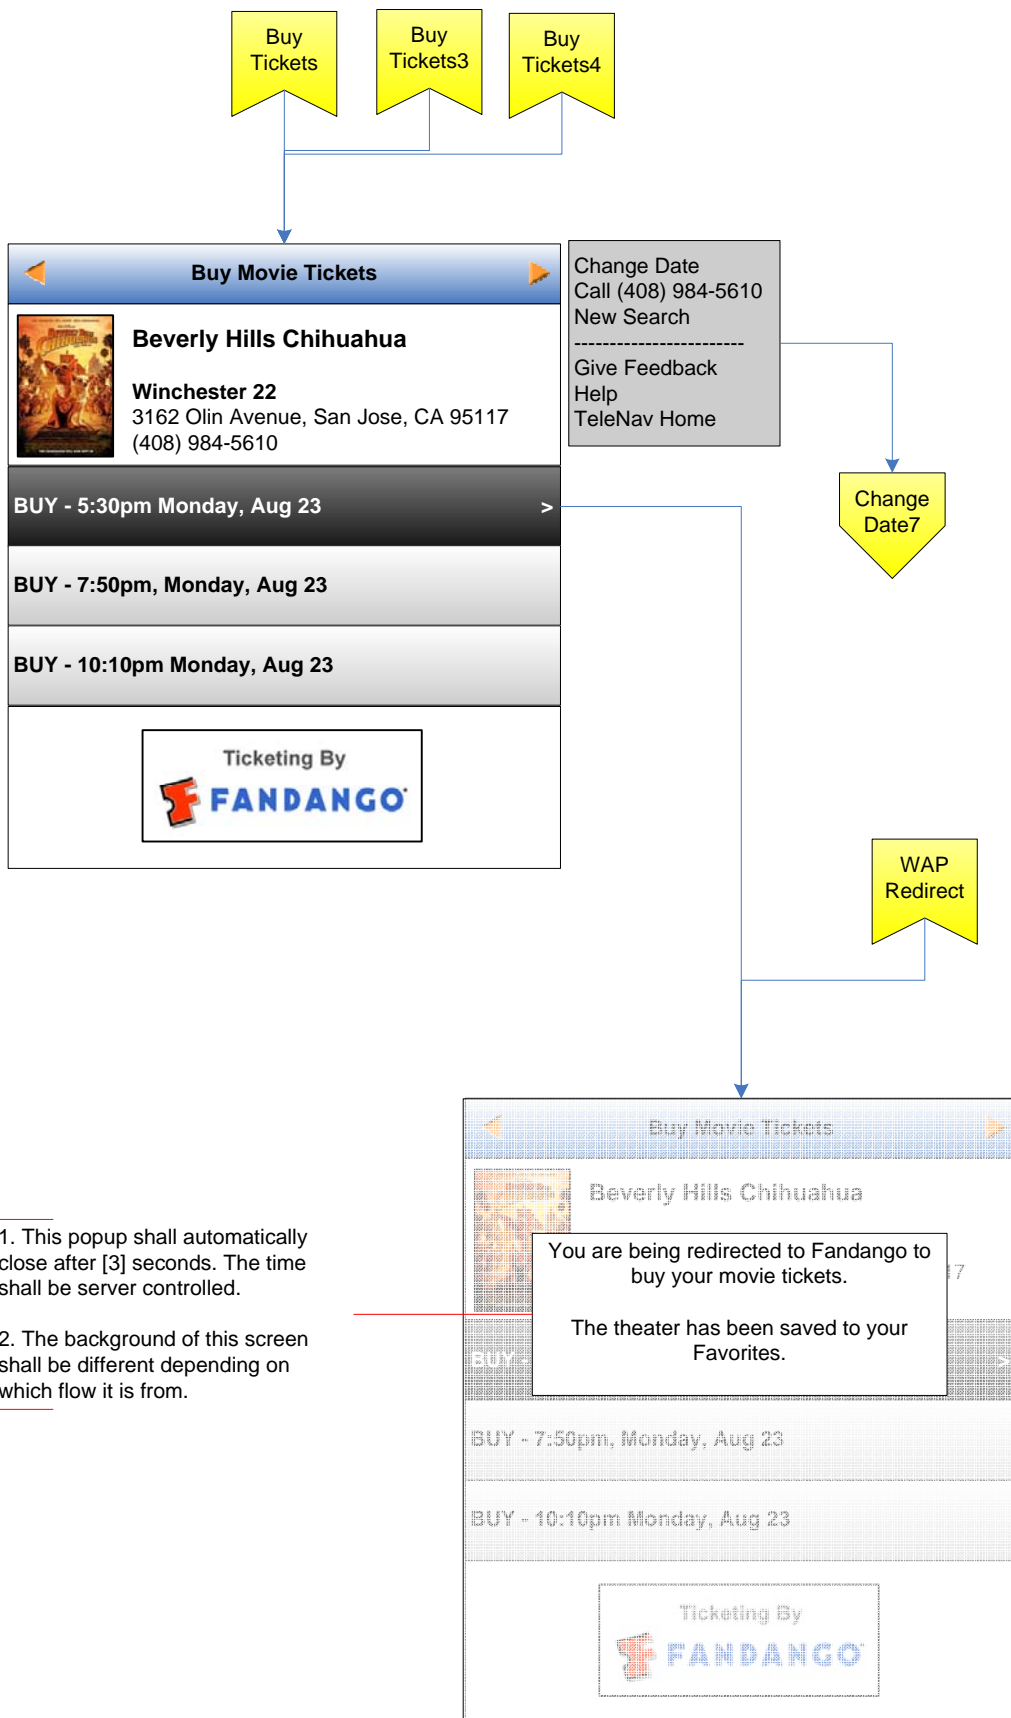 Buy
Tickets
Buy
Tickets3
Buy
Tickets4
Buy Movie Tickets
Beverly Hills Chihuahua
Winchester 22
3162 Olin Avenue, San Jose, CA 95117
(408) 984-5610
Change Date
Call (408) 984-5610
New Search
------------------------
Give Feedback
Help
TeleNav Home
Change
Date7
BUY - 5:30pm Monday, Aug 23 >
BUY - 7:50pm, Monday, Aug 23
BUY - 10:10pm Monday, Aug 23
Ticketing By
FANDANGO
WAP
Redirect
1. This popup shall automatically
close after [3] seconds. The time
shall be server controlled.
2. The background of this screen
shall be different depending on
which flow it is from.
Buy Movie Tickets
Beverly Hills Chihuahua
7
You are being redirected to Fandango to
buy your movie tickets.
The theater has been saved to your
Favorites.
BUY - >
BUY - 7:50pm, Monday, Aug 23
BUY - 10:10pm Monday, Aug 23
Ticketing By
FANDANGO